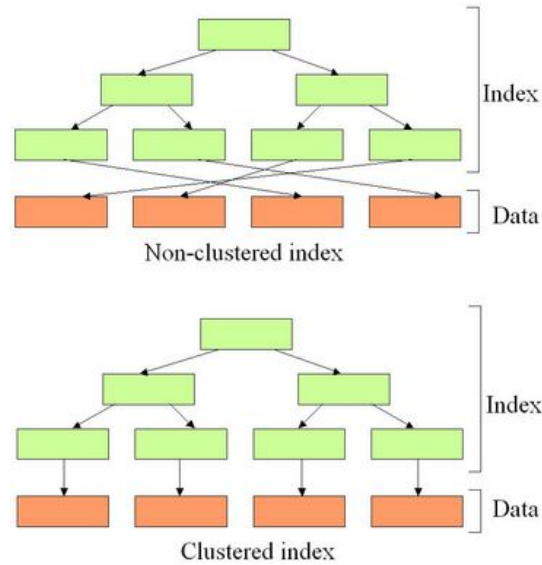 Index
Data
Non-clustered index
Index
Data
Clustered index